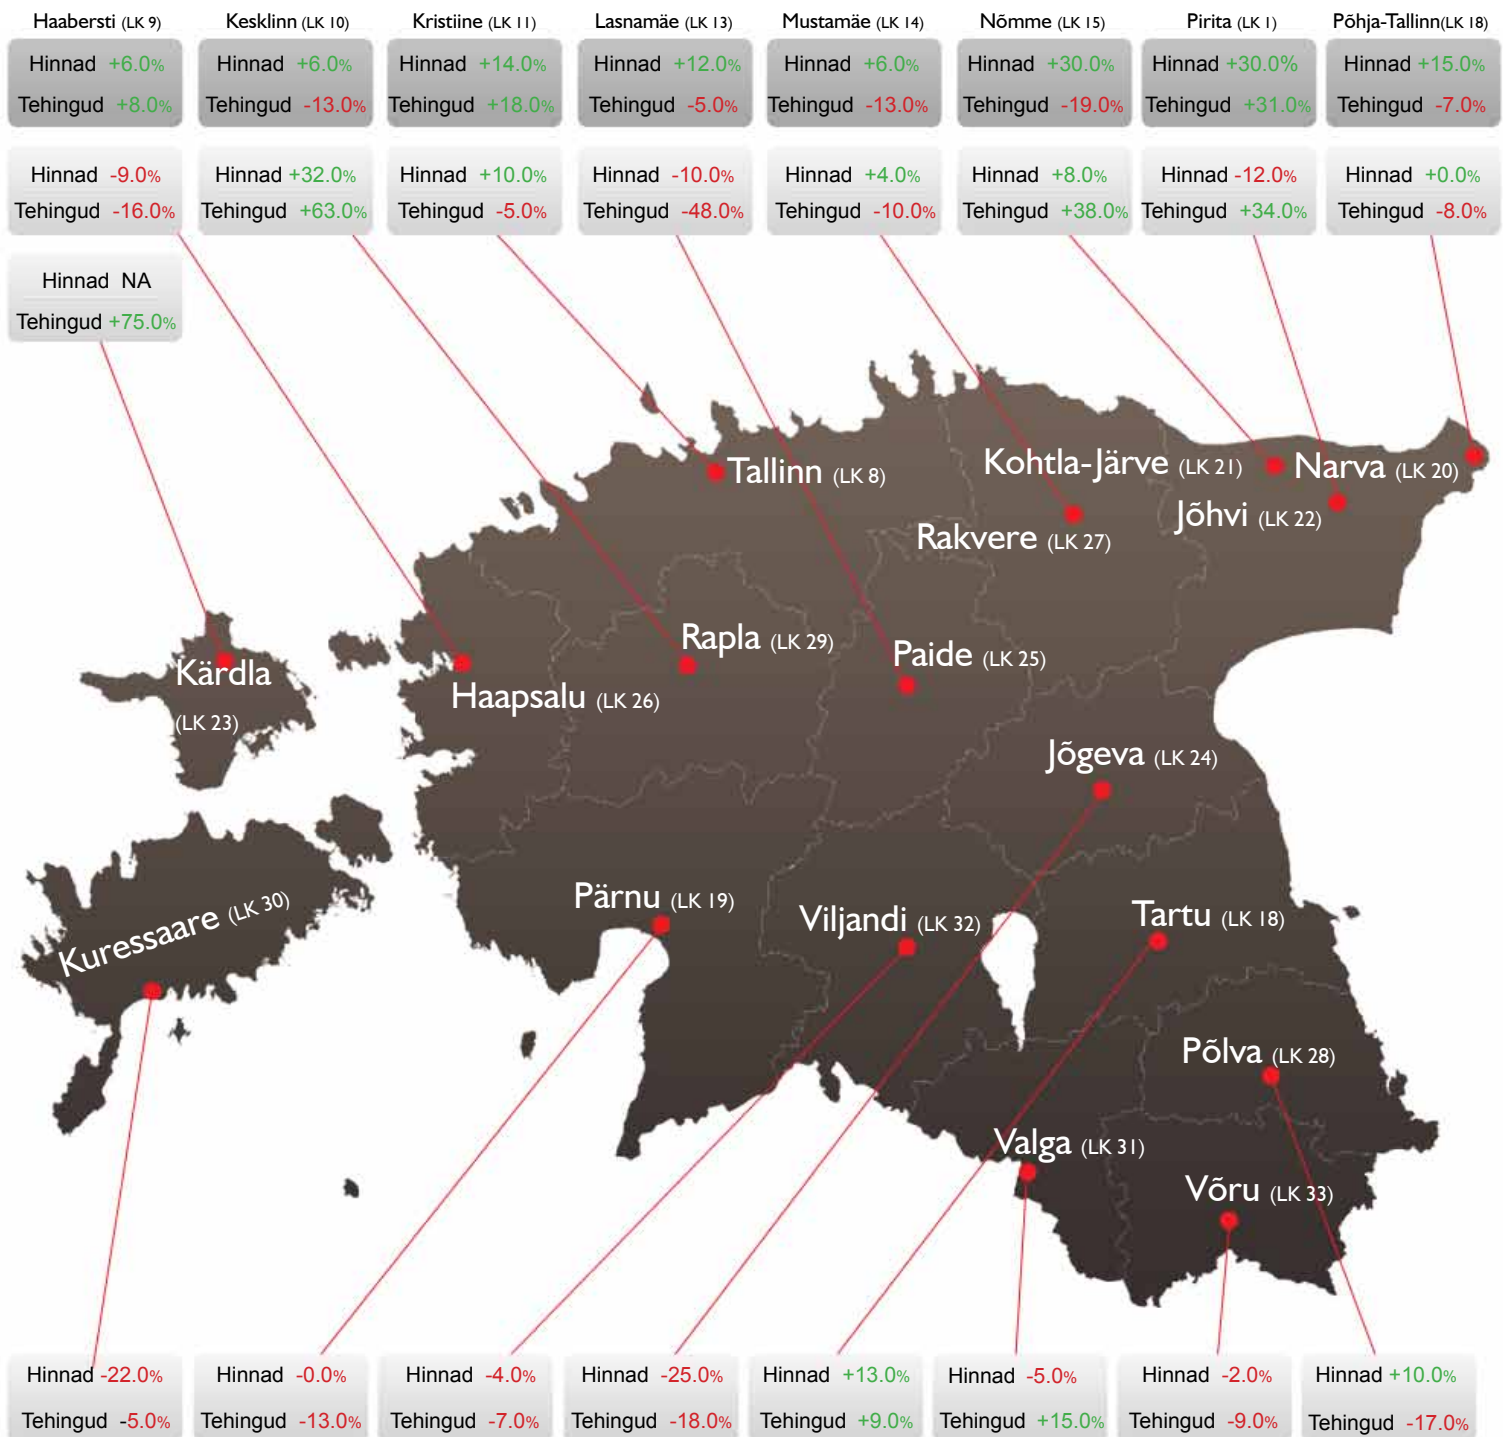 Haabersti (LK 9)
Kesklinn (LK 10)
Kristiine (LK 11)
Lasnamäe (LK 13)
Mustamäe (LK 14)
Nõmme (LK 15)
Pirita (LK 1)
Põhja-Tallinn(LK 18)
Hinnad +6.0%
Tehingud +8.0%
Hinnad +6.0%
Tehingud -13.0%
Hinnad +14.0%
Tehingud +18.0%
Hinnad +12.0%
Tehingud -5.0%
Hinnad +6.0%
Tehingud -13.0%
Hinnad +30.0%
Tehingud -19.0%
Hinnad +30.0%
Tehingud +31.0%
Hinnad +15.0%
Tehingud -7.0%
Hinnad -9.0%
Tehingud -16.0%
Hinnad +32.0%
Tehingud +63.0%
Hinnad +10.0%
Tehingud -5.0%
Hinnad -10.0%
Tehingud -48.0%
Hinnad +4.0%
Tehingud -10.0%
Hinnad +8.0%
Tehingud +38.0%
Hinnad -12.0%
Tehingud +34.0%
Hinnad +0.0%
Tehingud -8.0%
Hinnad NA
Tehingud +75.0%
Tallinn (LK 8)
Kohtla-Järve (LK 21)
Narva (LK 20)
Jõhvi (LK 22)
Rakvere (LK 27)
Rapla (LK 29)
Paide (LK 25)
Kärdla
(LK 23)
Haapsalu (LK 26)
Jõgeva (LK 24)
Pärnu (LK 19)
Viljandi (LK 32)
Tartu (LK 18)
Kuressaare (LK 30)
Põlva (LK 28)
Valga (LK 31)
Võru (LK 33)
Hinnad -22.0%
Tehingud -5.0%
Hinnad -0.0%
Tehingud -13.0%
Hinnad -4.0%
Tehingud -7.0%
Hinnad -25.0%
Tehingud -18.0%
Hinnad +13.0%
Tehingud +9.0%
Hinnad -5.0%
Tehingud +15.0%
Hinnad -2.0%
Tehingud -9.0%
Hinnad +10.0%
Tehingud -17.0%